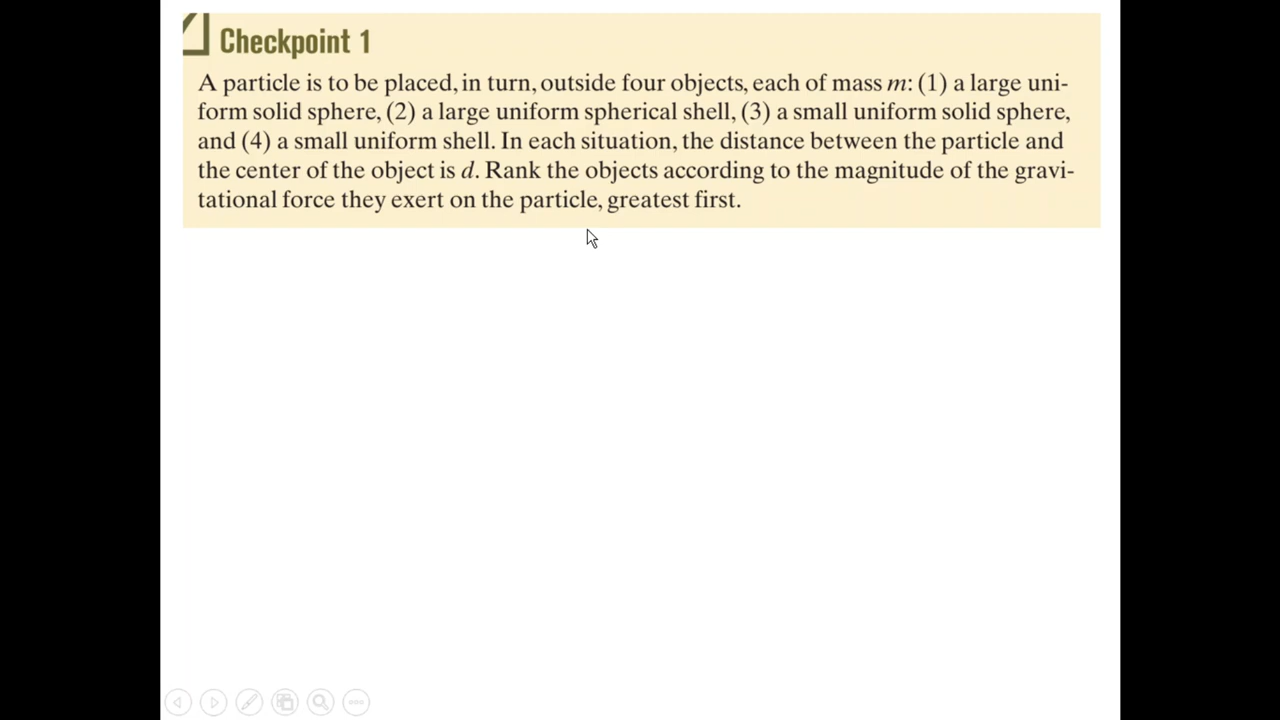 Checkpoint 1
A particle is to be placed, in turn, outside four objects, each of mass m: (1) a large uni-
form solid sphere, (2) a large uniform spherical shell, (3) a small uniform solid sphere,
and (4) a small uniform shell. In each situation, the distance between the particle and
the center of the object is d. Rank the objects according to the magnitude of the gravi-
tational force they exert on the particle, greatest first.